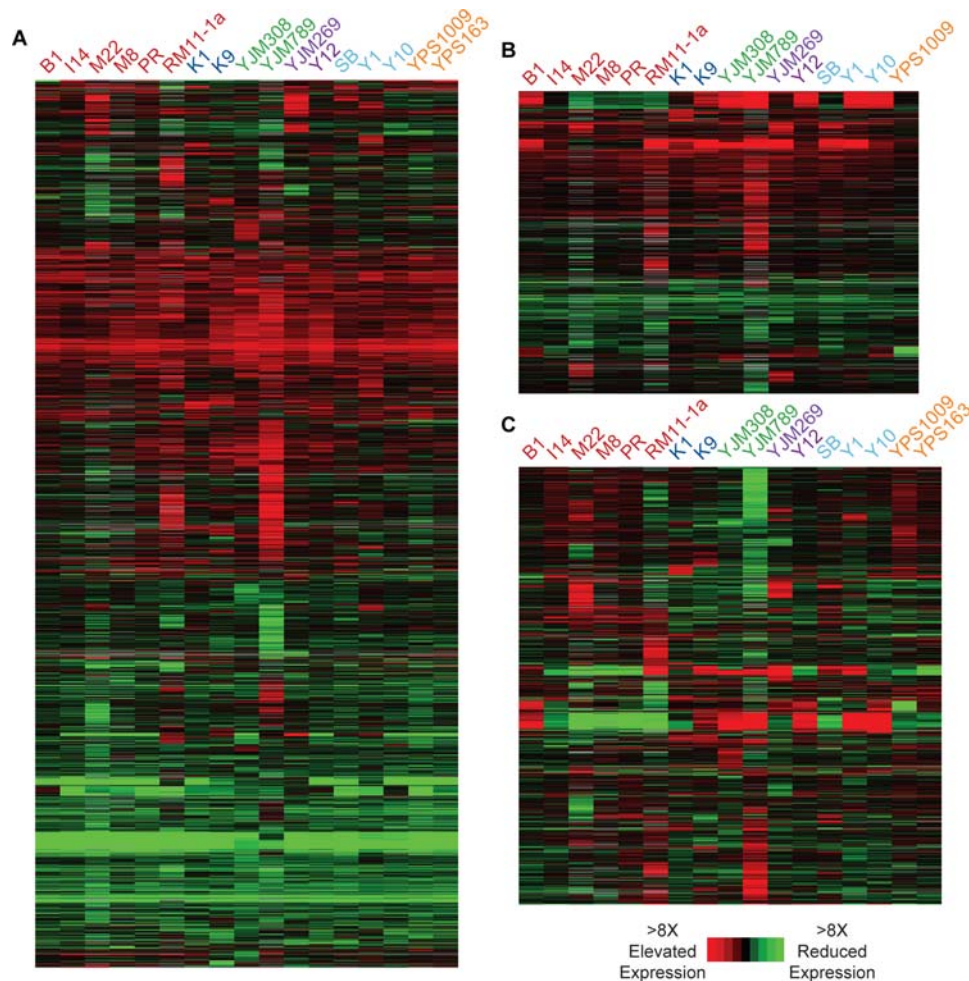 A
B1 I14 M22 M8 PR RM11-1a K1 K9 YJM308 YJM789 YJM269 Y12 SB Y1 Y10 YPS1009 YPS163
B
B1 I14 M22 M8 PR RM11-1a K1 K9 YJM308 YJM789 YJM269 Y12 SB Y1 Y10 YPS1009
C
B1 I14 M22 M8 PR RM11-1a K1 K9 YJM308 YJM789 YJM269 Y12 SB Y1 Y10 YPS1009 YPS163
>8X >8X
Elevated Reduced
Expression Expression